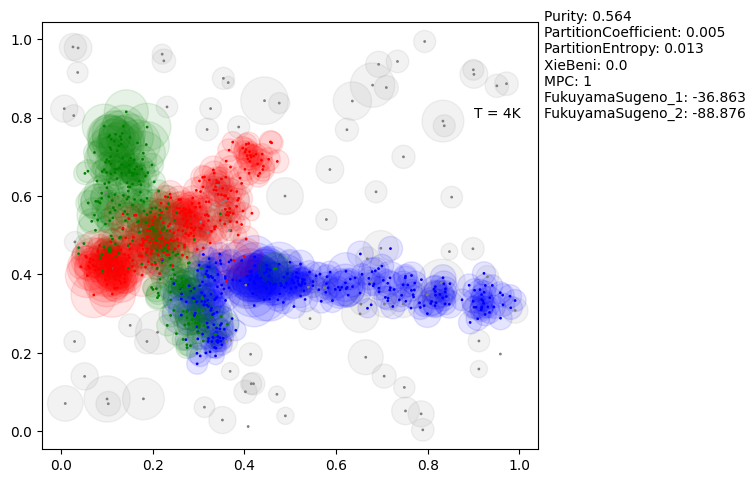 Purity: 0.564
PartitionCoefficient: 0.005
PartitionEntropy: 0.013
XieBeni: 0.0
MPC: 1
FukuyamaSugeno_1: -36.863
FukuyamaSugeno_2: -88.876
T = 4K
1.0
0.8
0.6
0.4
0.2
0.0
0.0 0.2 0.4 0.6 0.8 1.0